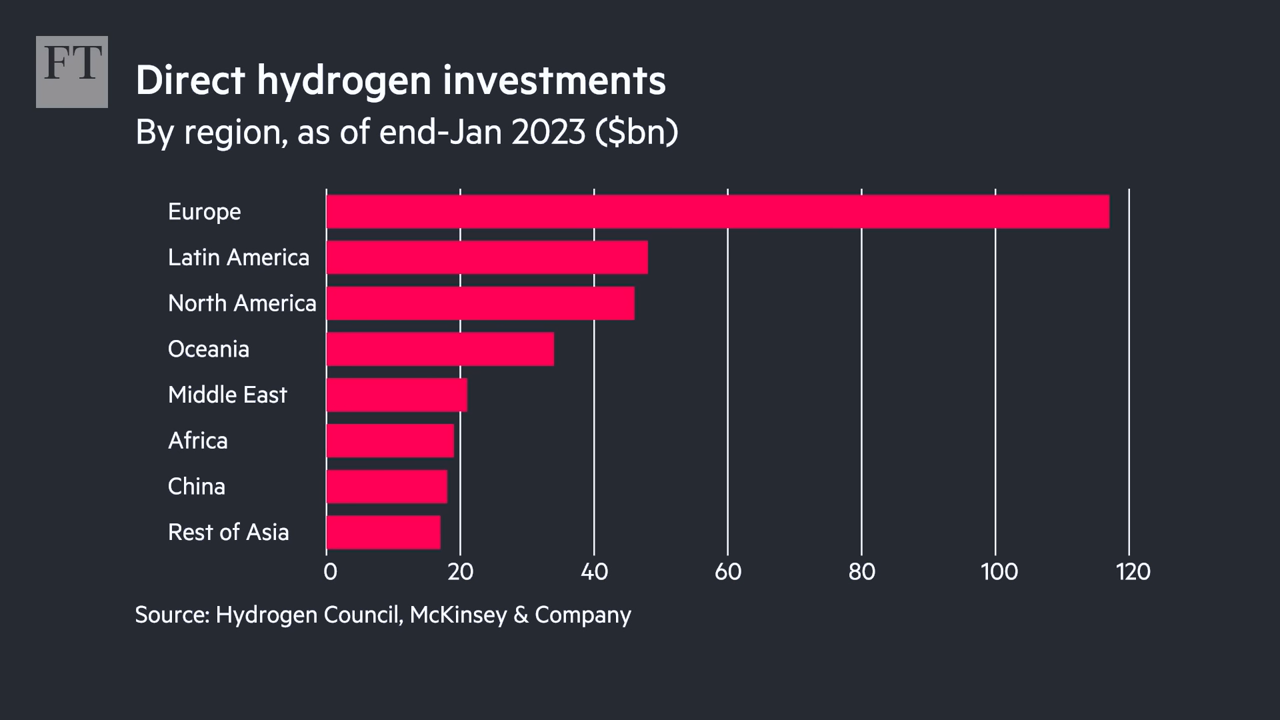 FT
Direct hydrogen investments
By region, as of end-Jan 2023 ($bn)
Europe
Latin America
North America
Oceania
Middle East
Africa
China
Rest of Asia
0 20 40 60 80 100 120
Source: Hydrogen Council, McKinsey & Company